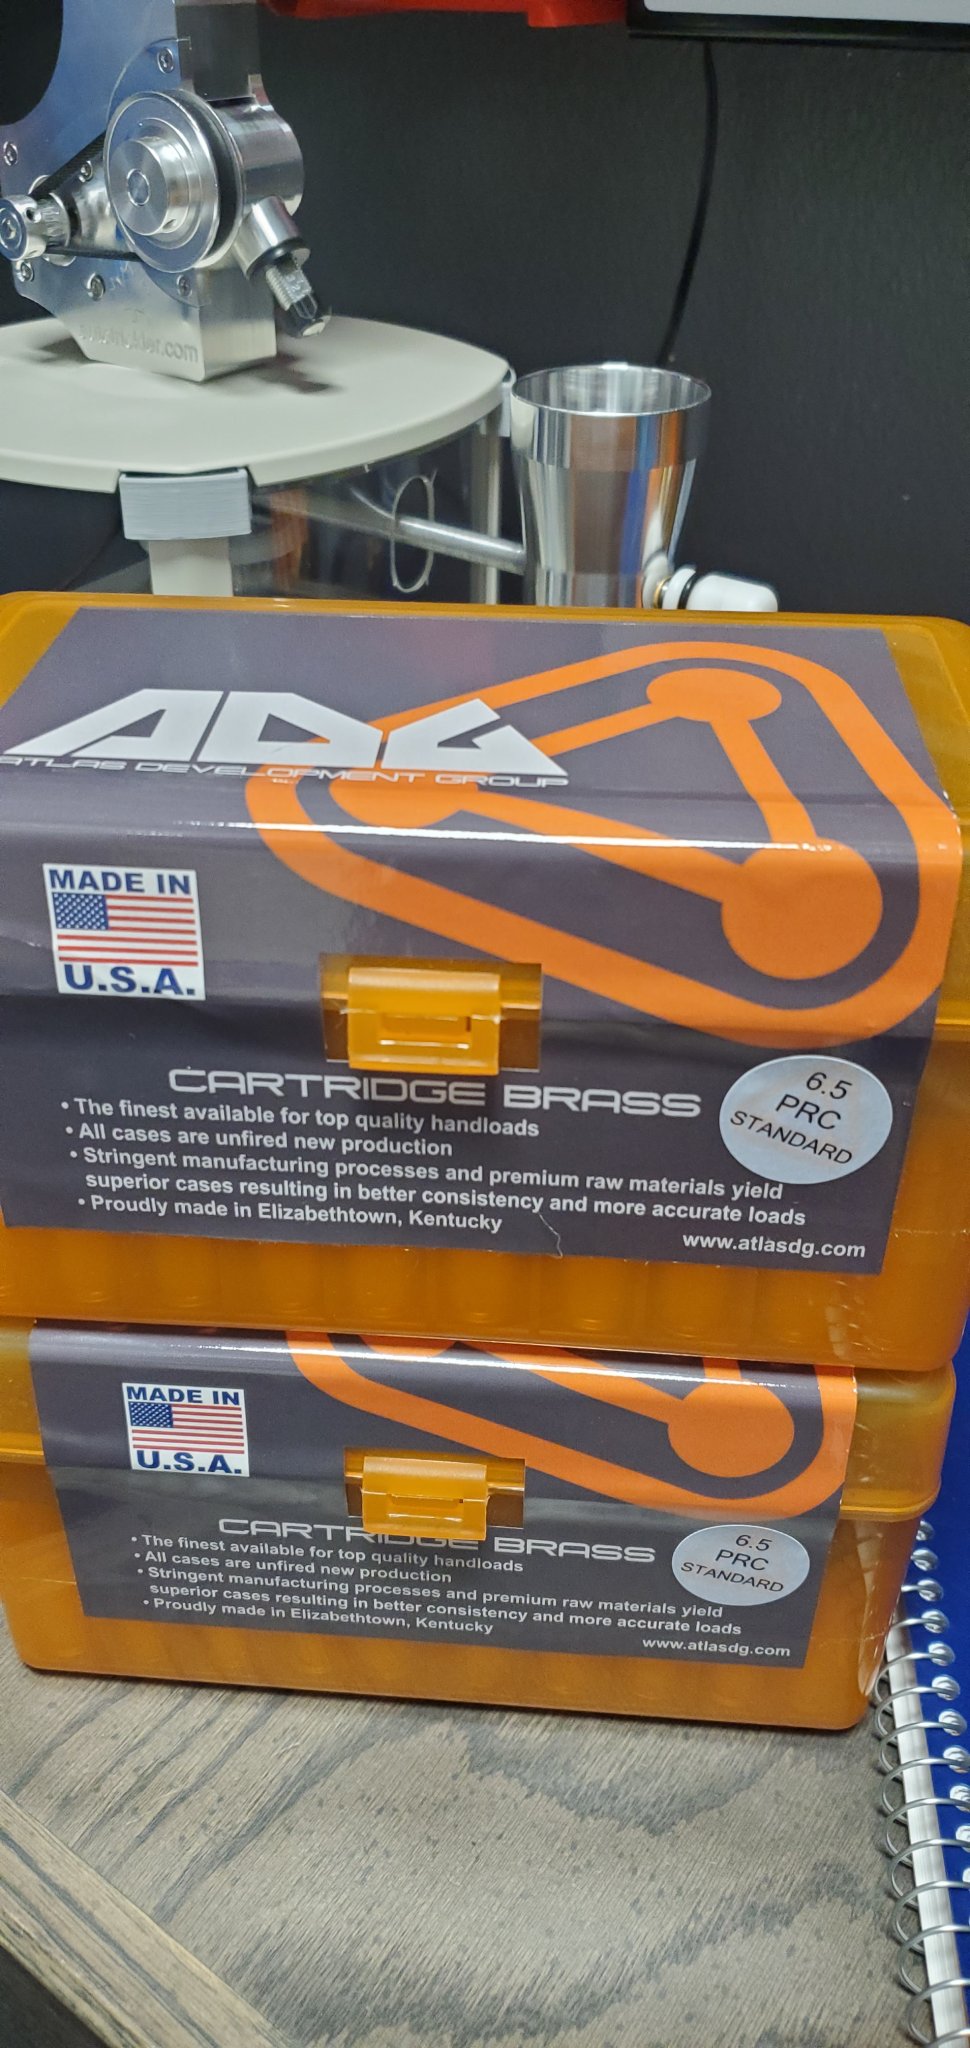 ADG
ATLAS DEVELOPMENT GROUP
MADE IN
U.S.A.
CARTRIDGE BRASS
• The finest available for top quality handloads
• All cases are unfired new production
• Stringent manufacturing processes and premium raw materials yield
superior cases resulting in better consistency and more accurate loads
• Proudly made in Elizabethtown, Kentucky
www.atlasdg.com
6.5
PRC
STANDARD
MADE IN
U.S.A.
CARTRIDGE BRASS
• The finest available for top quality handloads
• All cases are unfired new production
• Stringent manufacturing processes and premium raw materials yield
superior cases resulting in better consistency and more accurate loads
• Proudly made in Elizabethtown, Kentucky
www.atlasdg.com
6.5
PRC
STANDARD